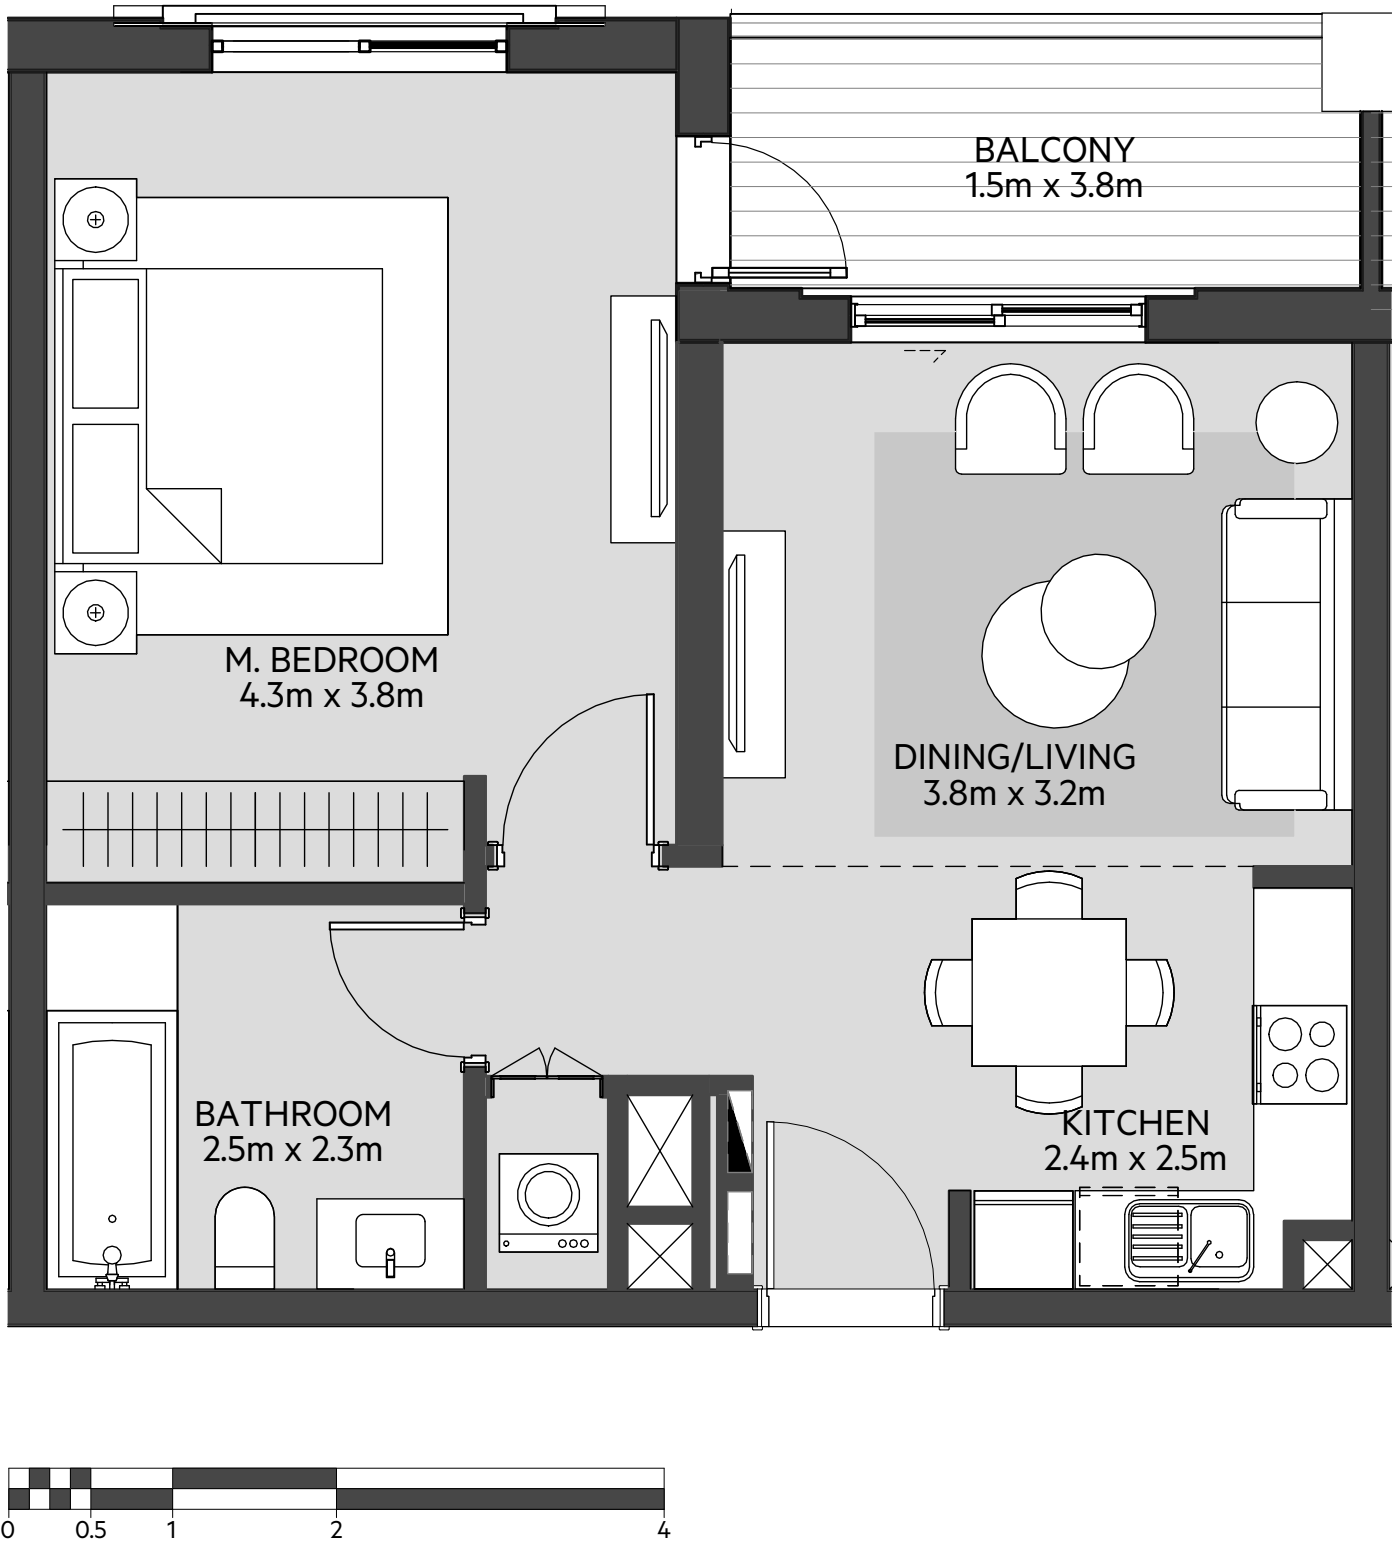 BALCONY
1.5m x 3.8m
M. BEDROOM
4.3m x 3.8m
DINING/LIVING
3.8m x 3.2m
BATHROOM
2.5m x 2.3m
KITCHEN
2.4m x 2.5m
0 0.5 1 2 4